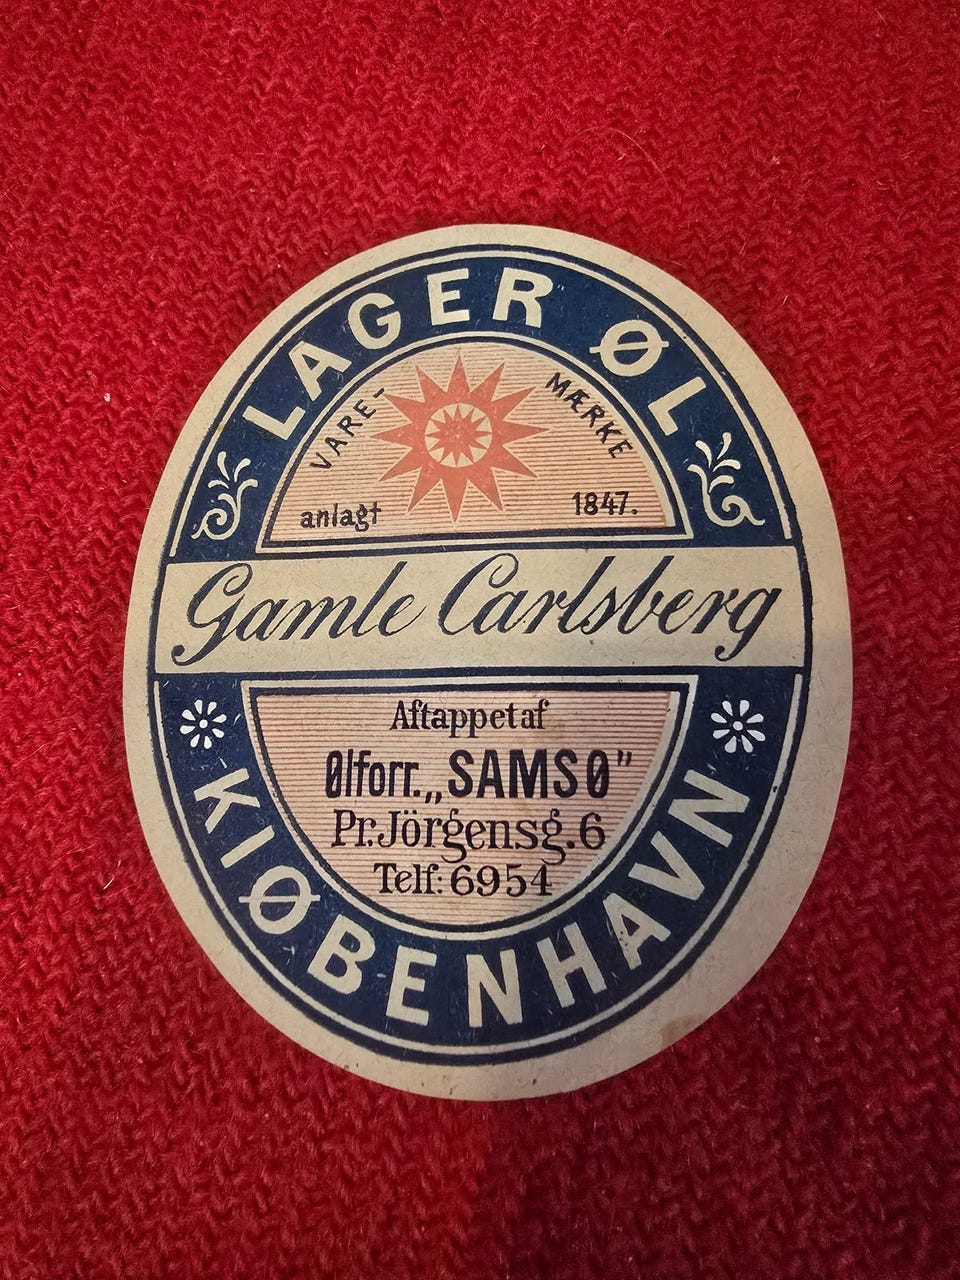 LAGER ØL
VARE-MÆRKE
anlagt 1847.
Gamle Carlsberg
Aftappet af
Ølforr. „SAMSØ"
Pr. Jörgensg. 6
Telf: 6954
KIØBENHAVN